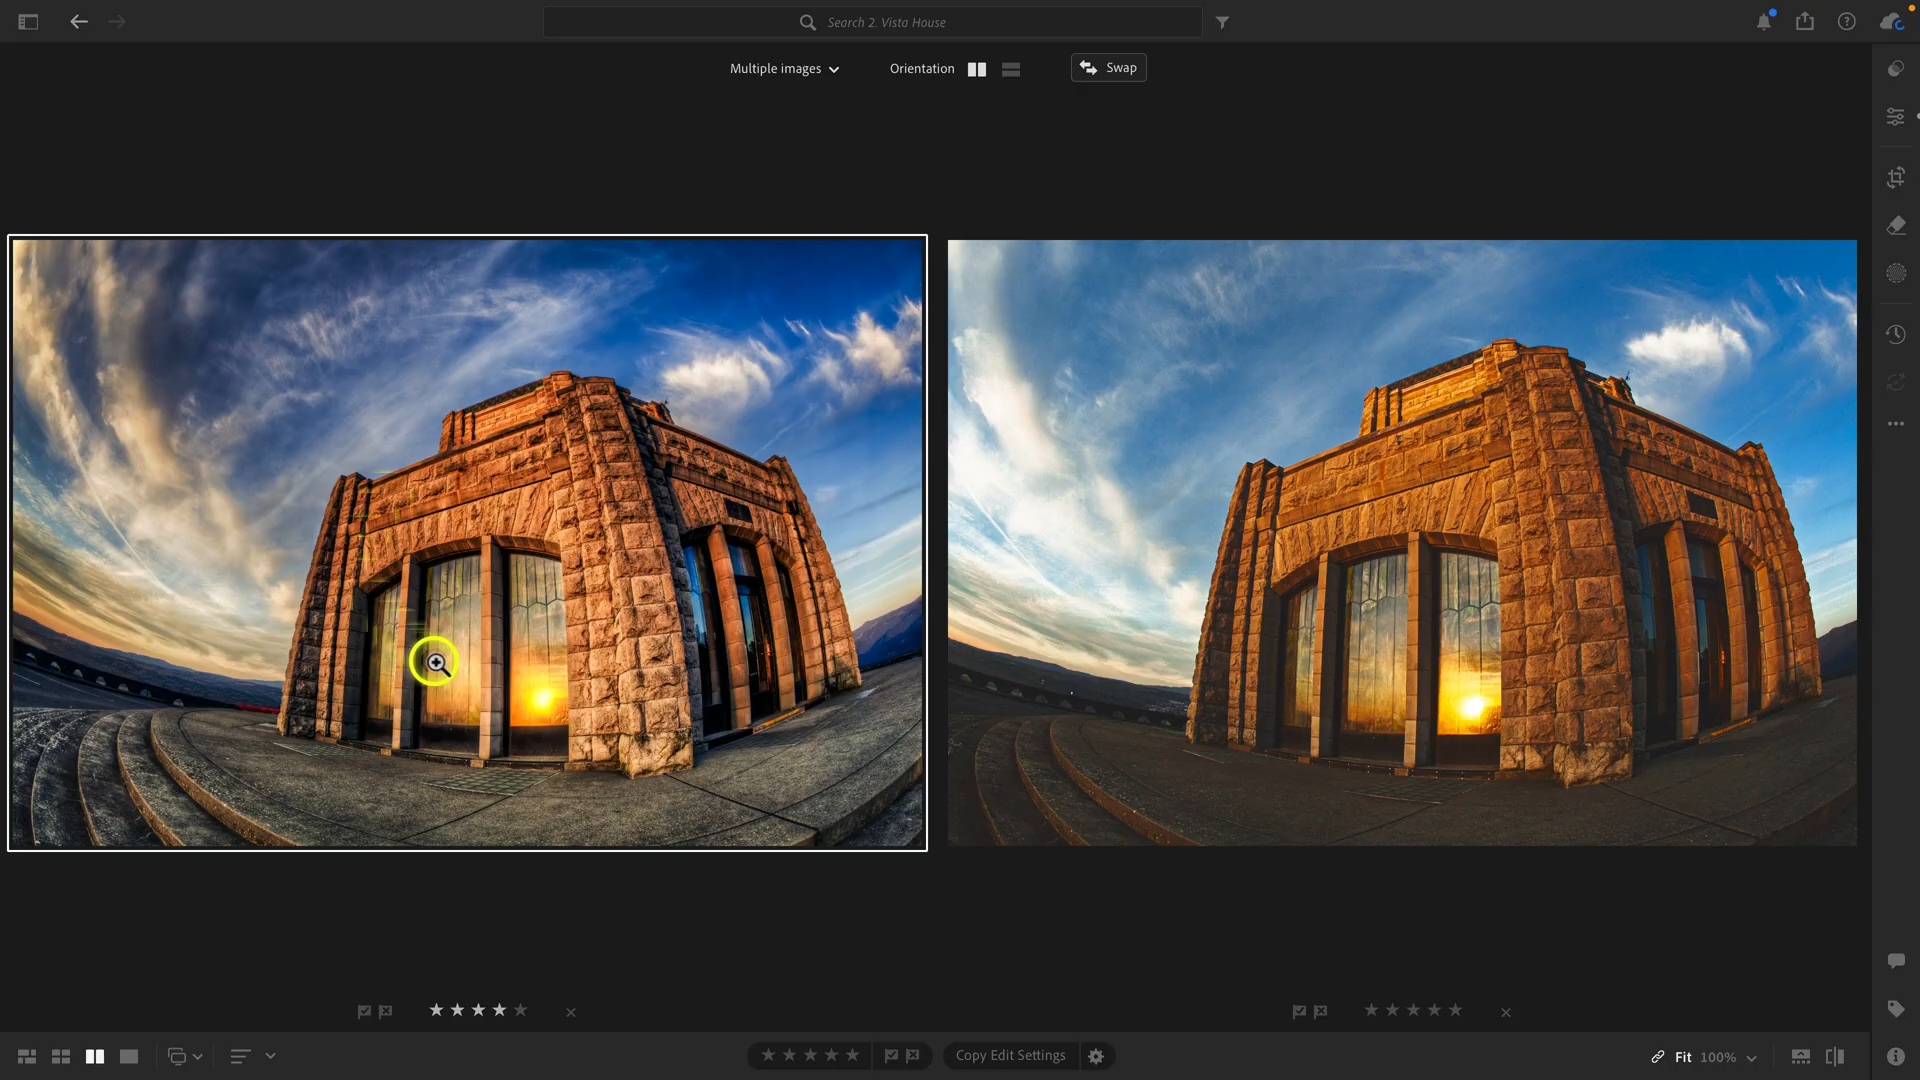 Search 2. Vista House
Multiple images
Orientation
Swap
Copy Edit Settings
Fit 100%